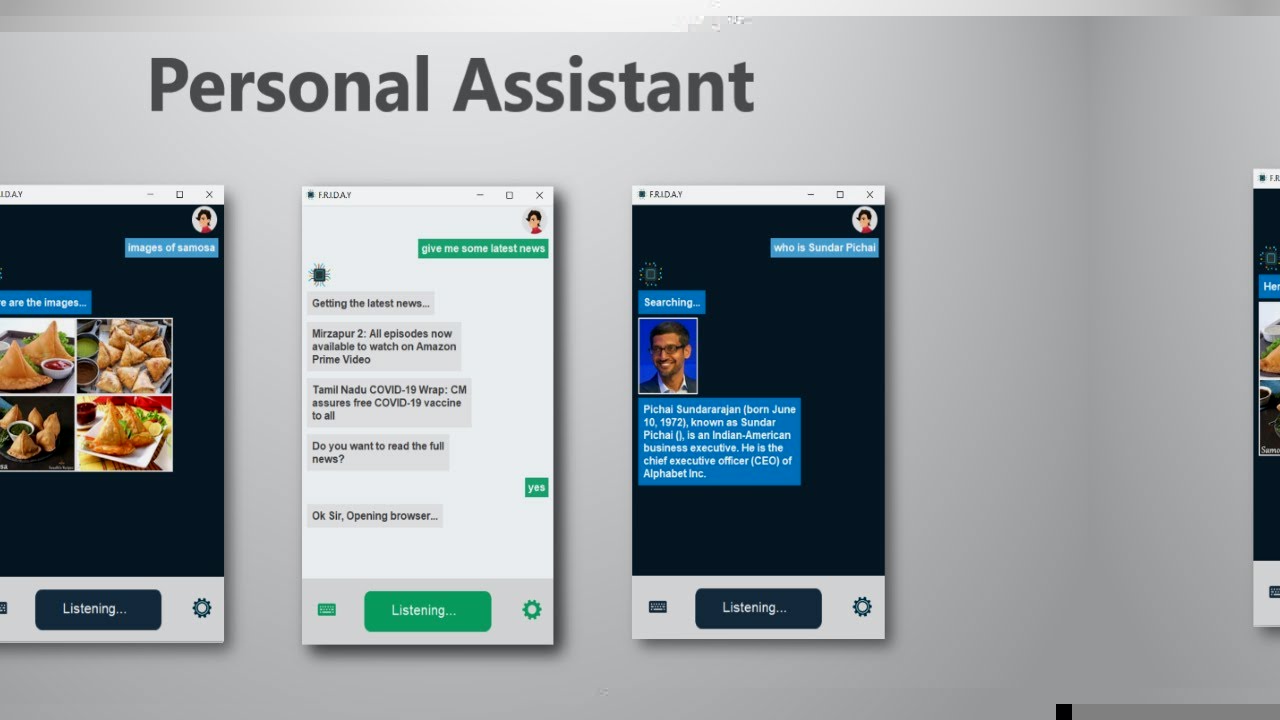 Personal Assistant
I.D.A.Y
images of samosa
re are the images...
F.R.I.D.A.Y
give me some latest news
Getting the latest news...
Mirzapur 2: All episodes now
available to watch on Amazon
Prime Video
Tamil Nadu COVID-19 Wrap: CM
assures free COVID-19 vaccine
to all
Do you want to read the full
news?
yes
Ok Sir, Opening browser...
F.R.I.D.A.Y
who is Sundar Pichai
Searching...
Pichai Sundararajan (born June
10, 1972), known as Sundar
Pichai (), is an Indian-American
business executive. He is the
chief executive officer (CEO) of
Alphabet Inc.
Listening...
Listening...
Listening...
F.R
Her
Samo